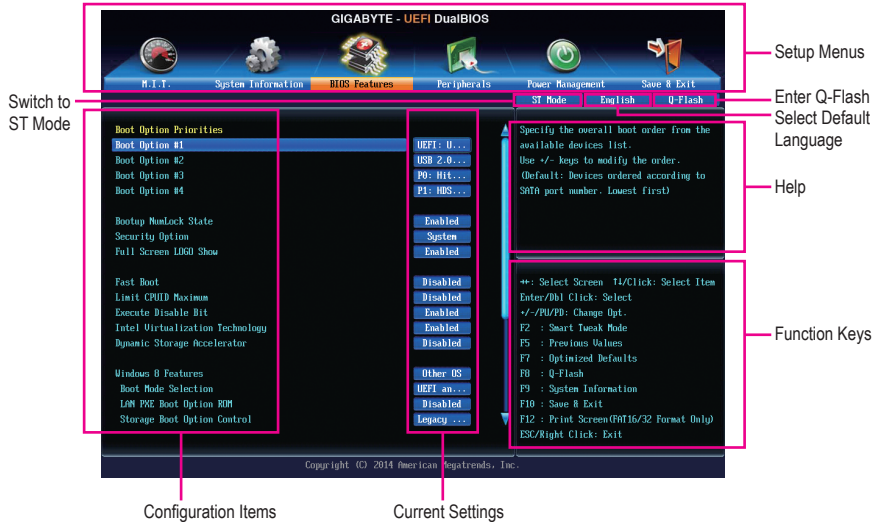 GIGABYTE - UEFI DualBIOS
M.I.T. System Information BIOS Features Peripherals Power Management Save & Exit
ST Mode English Q-Flash
Setup Menus
Switch to
ST Mode
Enter Q-Flash
Select Default
Language
Help
Function Keys
Boot Option Priorities
Boot Option #1 UEFI: U...
Boot Option #2 USB 2.0...
Boot Option #3 P0: Hit...
Boot Option #4 P1: HDS...
Bootup NumLock State Enabled
Security Option System
Full Screen LOGO Show Enabled
Fast Boot Disabled
Limit CPUID Maximum Disabled
Execute Disable Bit Enabled
Intel Virtualization Technology Enabled
Dynamic Storage Accelerator Disabled
Windows 8 Features Other OS
Boot Mode Selection UEFI an...
LAN PXE Boot Option ROM Disabled
Storage Boot Option Control Legacy ...
Specify the overall boot order from the
available devices list.
Use +/- keys to modify the order.
(Default: Devices ordered according to
SATA port number. Lowest first)
→←: Select Screen ↑↓/Click: Select Item
Enter/Dbl Click: Select
+/-/PU/PD: Change Opt.
F2 : Smart Tweak Mode
F5 : Previous Values
F7 : Optimized Defaults
F8 : Q-Flash
F9 : System Information
F10 : Save & Exit
F12 : Print Screen(FAT16/32 Format Only)
ESC/Right Click: Exit
Copyright (C) 2014 American Megatrends, Inc.
Configuration Items
Current Settings